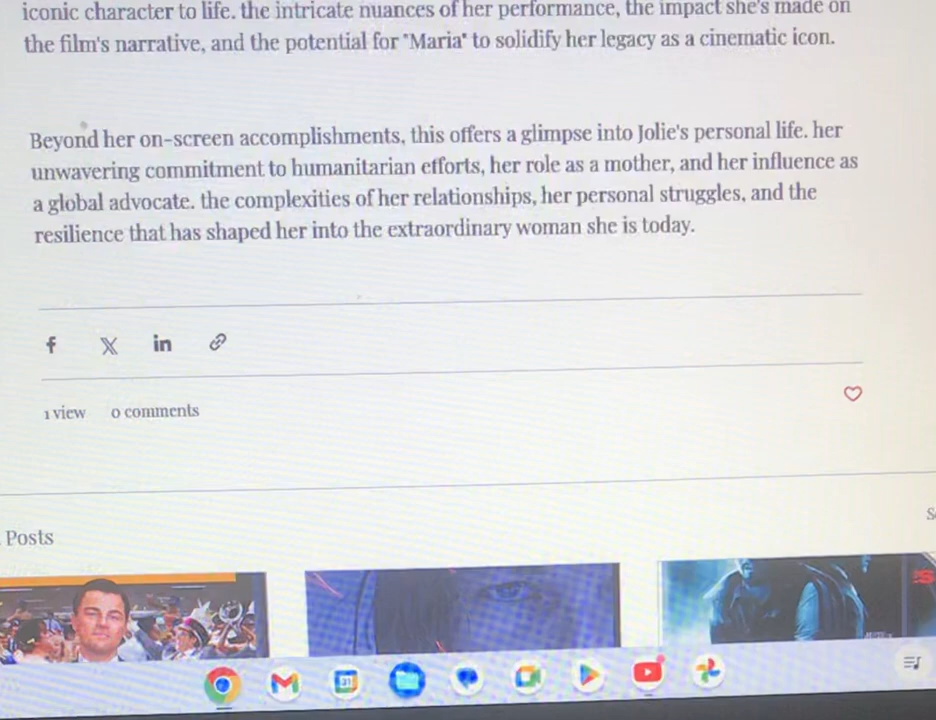 iconic character to life. the intricate nuances of her performance, the impact she's made on
the film's narrative, and the potential for "Maria" to solidify her legacy as a cinematic icon.
Beyond her on-screen accomplishments, this offers a glimpse into Jolie's personal life. her
unwavering commitment to humanitarian efforts, her role as a mother, and her influence as
a global advocate. the complexities of her relationships, her personal struggles, and the
resilience that has shaped her into the extraordinary woman she is today.
f X in
1 view 0 comments
Posts
31